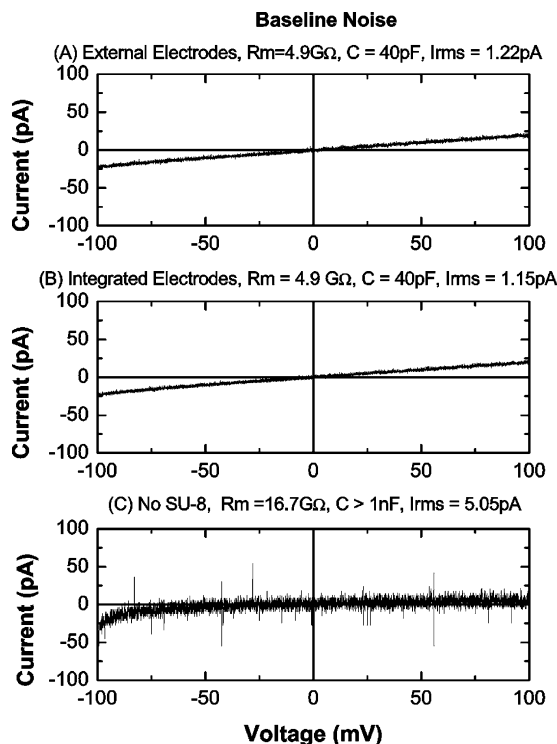 Baseline Noise
(A) External Electrodes, Rm=4.9GΩ, C = 40pF, Irms = 1.22pA
100
50
0
-50
-100
Current (pA)
-100 -50 0 50 100
(B) Integrated Electrodes, Rm = 4.9 GΩ, C = 40pF, Irms = 1.15pA
100
50
0
-50
-100
Current (pA)
-100 -50 0 50 100
(C) No SU-8, Rm =16.7GΩ, C > 1nF, Irms = 5.05pA
100
50
0
-50
-100
Current (pA)
-100 -50 0 50 100
Voltage (mV)